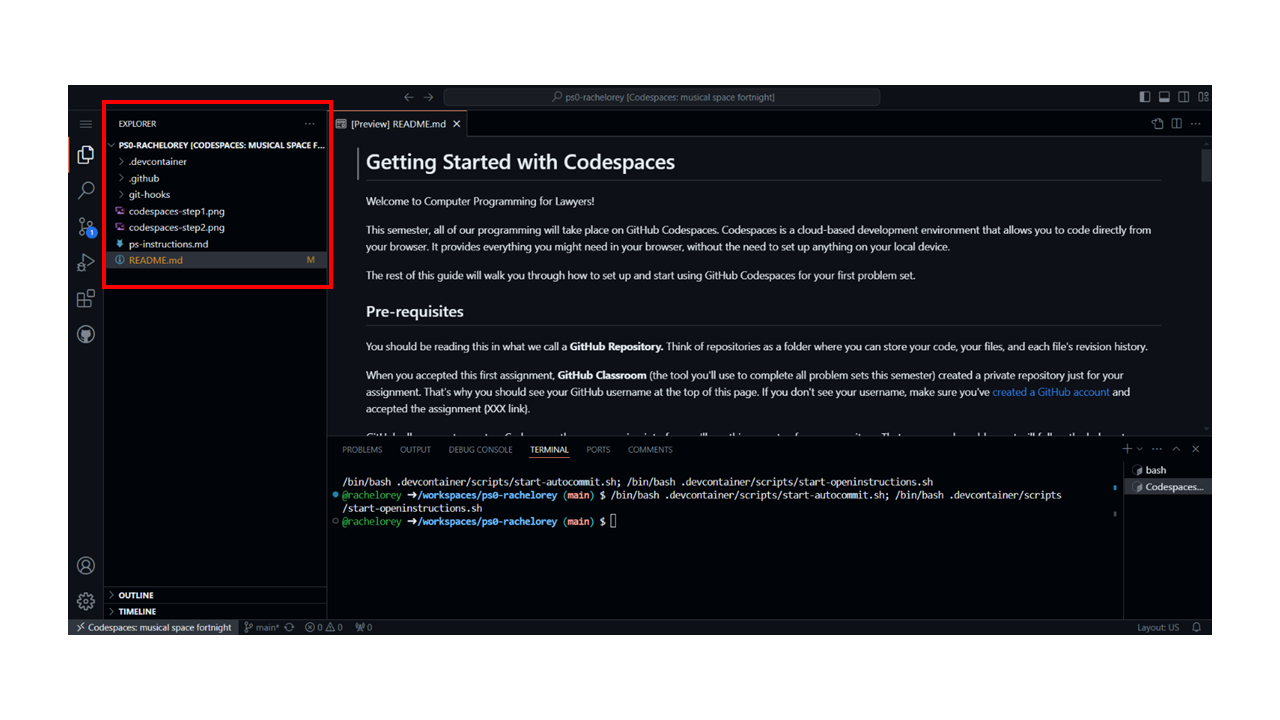 ps0-rachelorey [Codespaces: musical space fortnight]
EXPLORER
PS0-RACHELOREY [CODESPACES: MUSICAL SPACE F...
.devcontainer
.github
git-hooks
codespaces-step1.png
codespaces-step2.png
ps-instructions.md
README.md M
OUTLINE
TIMELINE
[Preview] README.md
Getting Started with Codespaces
Welcome to Computer Programming for Lawyers!
This semester, all of our programming will take place on GitHub Codespaces. Codespaces is a cloud-based development environment that allows you to code directly from
your browser. It provides everything you might need in your browser, without the need to set up anything on your local device.
The rest of this guide will walk you through how to set up and start using GitHub Codespaces for your first problem set.
Pre-requisites
You should be reading this in what we call a GitHub Repository. Think of repositories as a folder where you can store your code, your files, and each file's revision history.
When you accepted this first assignment, GitHub Classroom (the tool you'll use to complete all problem sets this semester) created a private repository just for your
assignment. That's why you should see your GitHub username at the top of this page. If you don't see your username, make sure you've created a GitHub account and
accepted the assignment (XXX link).
PROBLEMS OUTPUT DEBUG CONSOLE TERMINAL PORTS COMMENTS
/bin/bash .devcontainer/scripts/start-autocommit.sh; /bin/bash .devcontainer/scripts/start-openinstructions.sh
@rachelorey ➜/workspaces/ps0-rachelorey (main) $ /bin/bash .devcontainer/scripts/start-autocommit.sh; /bin/bash .devcontainer/scripts
/start-openinstructions.sh
@rachelorey ➜/workspaces/ps0-rachelorey (main) $
bash
Codespaces...
1
Codespaces: musical space fortnight main* 0 0 0 Layout: US